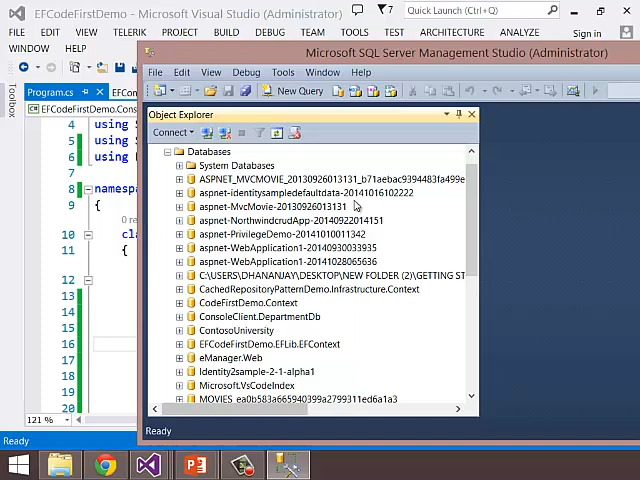 EFCodeFirstDemo - Microsoft Visual Studio (Administrator)
7
Quick Launch (Ctrl+Q)
FILE EDIT VIEW PROJECT BUILD DEBUG TEAM TOOLS TEST ARCHITECTURE ANALYZE
WINDOW HELP
Sign in
Microsoft SQL Server Management Studio (Administrator)
File Edit View Debug Tools Window Help
New Query
Toolbox
Program.cs
EFCon
EFCodeFirstDemo.Cons
Object Explorer
Connect
Databases
System Databases
ASPNET_MVCMOVIE_20130926013131_b71aebac9394483fa499e
aspnet-identitysampledefaultdata-20141016102222
aspnet-MvcMovie-20130926013131
aspnet-NorthwindcrudApp-20140922014151
aspnet-PrivilegeDemo-20141010011342
aspnet-WebApplication1-20140930033935
aspnet-WebApplication1-20141028065636
C:\USERS\DHANANJAY\DESKTOP\NEW FOLDER (2)\GETTING ST
CachedRepositoryPatternDemo.Infrastructure.Context
CodeFirstDemo.Context
ConsoleClient.DepartmentDb
ContosoUniversity
EFCodeFirstDemo.EFLib.EFContext
eManager.Web
Identity2sample-2-1-alpha1
Microsoft.VsCodeIndex
MOVIES_ea0b583a665940399a2799311ed6a1a3
4 using S
5 using S
6 using
7
8 namesp
9 {
0 re
10 cla
11 {
12
13
14
15
16
17
18
19
20
121 %
Ready
Ready